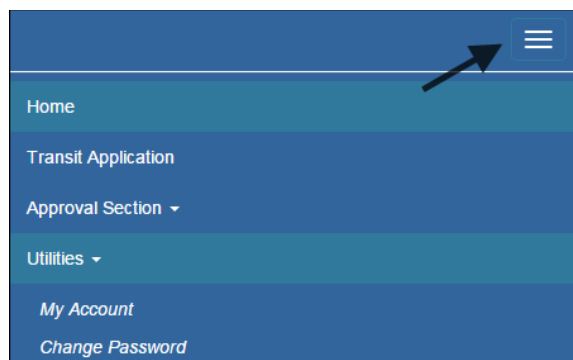 Home
Transit Application
Approval Section
Utilities
My Account
Change Password